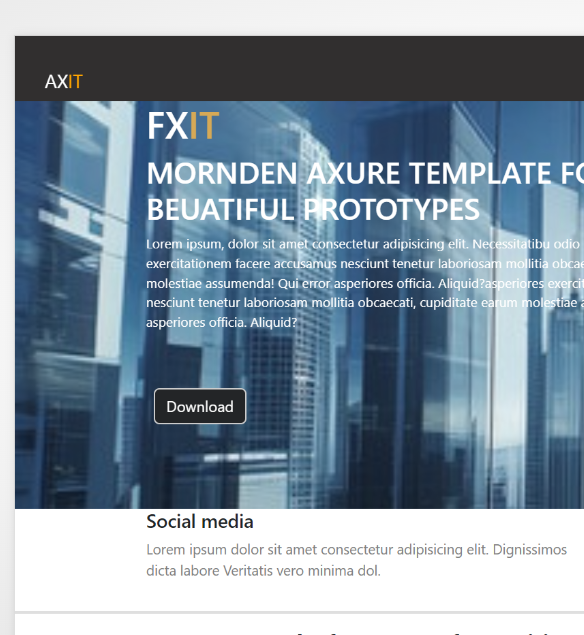 AXIT
FXIT
MORNDEN AXURE TEMPLATE FO
BEUATIFUL PROTOTYPES
Lorem ipsum, dolor sit amet consectetur adipisicing elit. Necessitatibu odio
exercitationem facere accusamus nesciunt tenetur laboriosam mollitia obcae
molestiae assumenda! Qui error asperiores officia. Aliquid?asperiores exercit
nesciunt tenetur laboriosam mollitia obcaecati, cupiditate earum molestiae a
asperiores officia. Aliquid?
Download
Social media
Lorem ipsum dolor sit amet consectetur adipisicing elit. Dignissimos
dicta labore Veritatis vero minima dol.